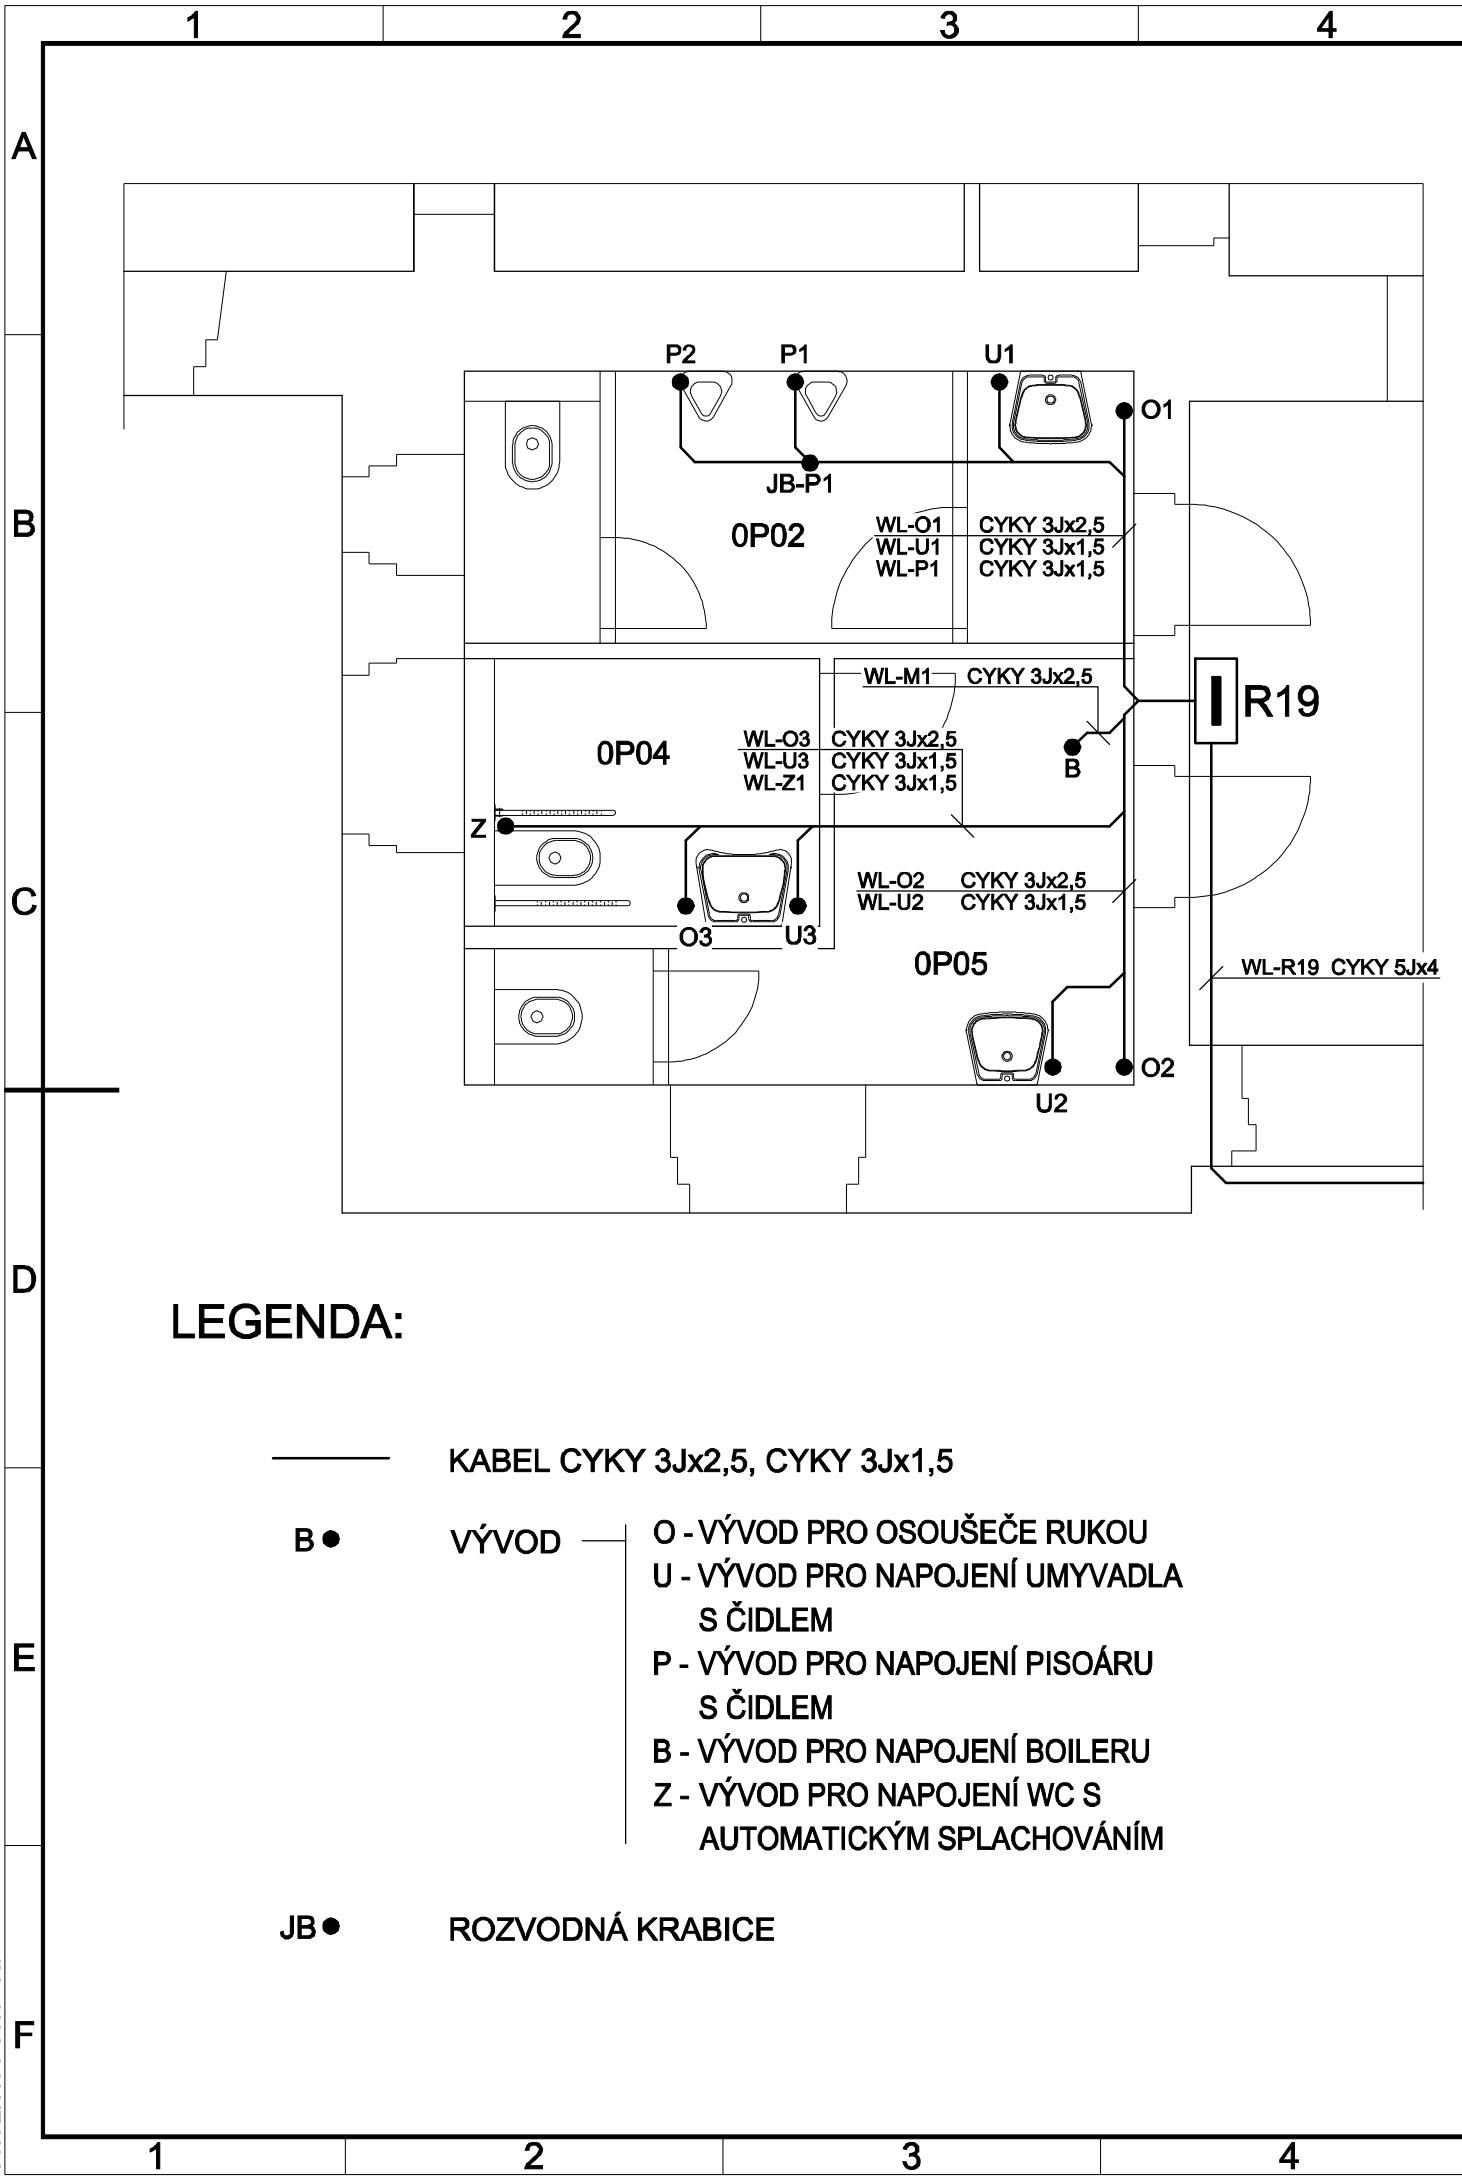 1 2 3 4
A
P2 P1 U1
O1
JB-P1
B
0P02
WL-O1 CYKY 3Jx2,5
WL-U1 CYKY 3Jx1,5
WL-P1 CYKY 3Jx1,5
WL-M1 CYKY 3Jx2,5
R19
0P04
WL-O3 CYKY 3Jx2,5
WL-U3 CYKY 3Jx1,5
WL-Z1 CYKY 3Jx1,5
B
Z
C
WL-O2 CYKY 3Jx2,5
WL-U2 CYKY 3Jx1,5
O3 U3
0P05
WL-R19 CYKY 5Jx4
O2
U2
D
LEGENDA:
KABEL CYKY 3Jx2,5, CYKY 3Jx1,5
B VÝVOD
O - VÝVOD PRO OSOUŠEČE RUKOU
U - VÝVOD PRO NAPOJENÍ UMYVADLA
S ČIDLEM
E
P - VÝVOD PRO NAPOJENÍ PISOÁRU
S ČIDLEM
B - VÝVOD PRO NAPOJENÍ BOILERU
Z - VÝVOD PRO NAPOJENÍ WC S
AUTOMATICKÝM SPLACHOVÁNÍM
JB ROZVODNÁ KRABICE
F
1 2 3 4